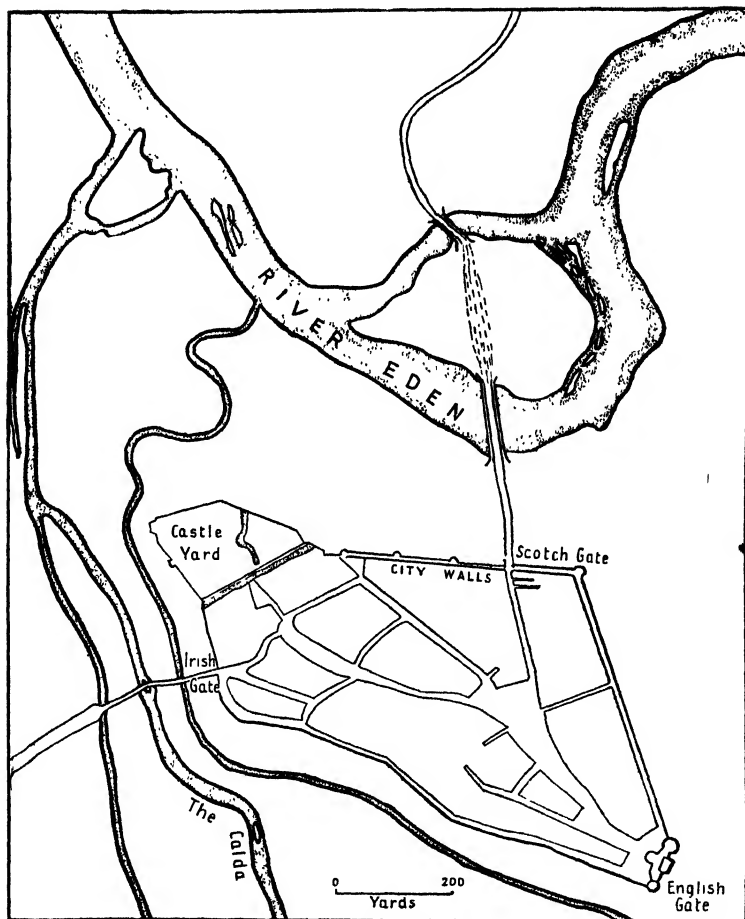 RIVER
EDEN
Castle
Yard
Scotch Gate
CITY WALLS
Irish
Gate
The
Calda
0 200
Yards
English
Gate